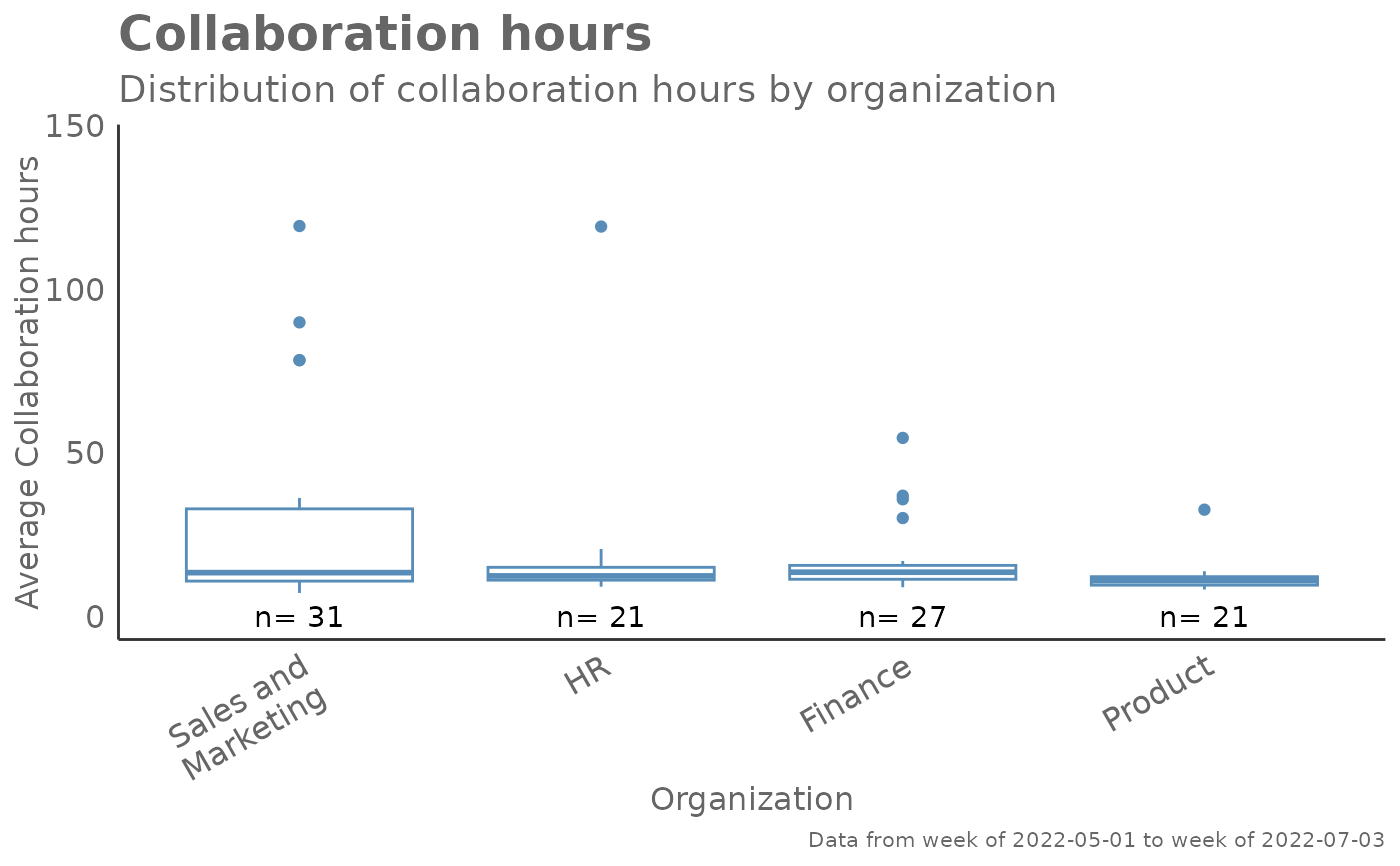 Collaboration hours
Distribution of collaboration hours by organization
Average Collaboration hours
150
100
50
0
n= 31
n= 21
n= 27
n= 21
Sales and
Marketing
HR
Finance
Product
Organization
Data from week of 2022-05-01 to week of 2022-07-03